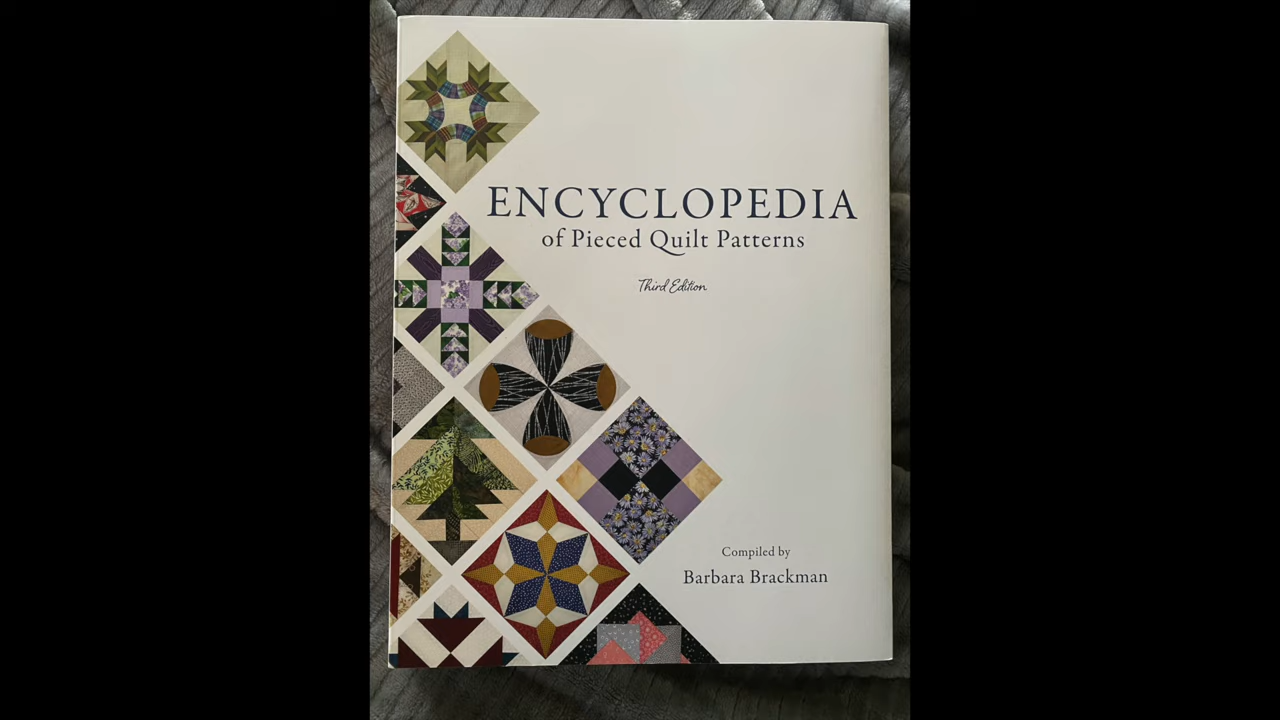 ENCYCLOPEDIA
of Pieced Quilt Patterns
Third Edition
Compiled by
Barbara Brackman